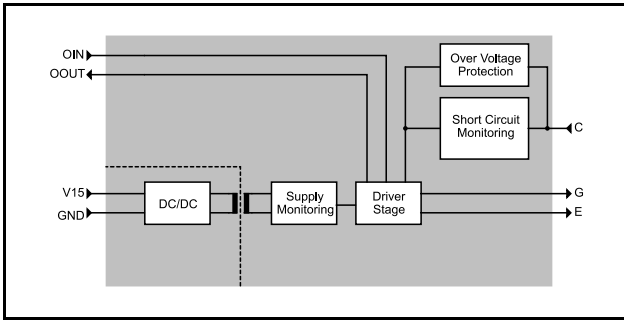 OIN
OOUT
Over Voltage
Protection
Short Circuit
Monitoring
C
V15
GND
DC/DC
Supply
Monitoring
Driver
Stage
G
E